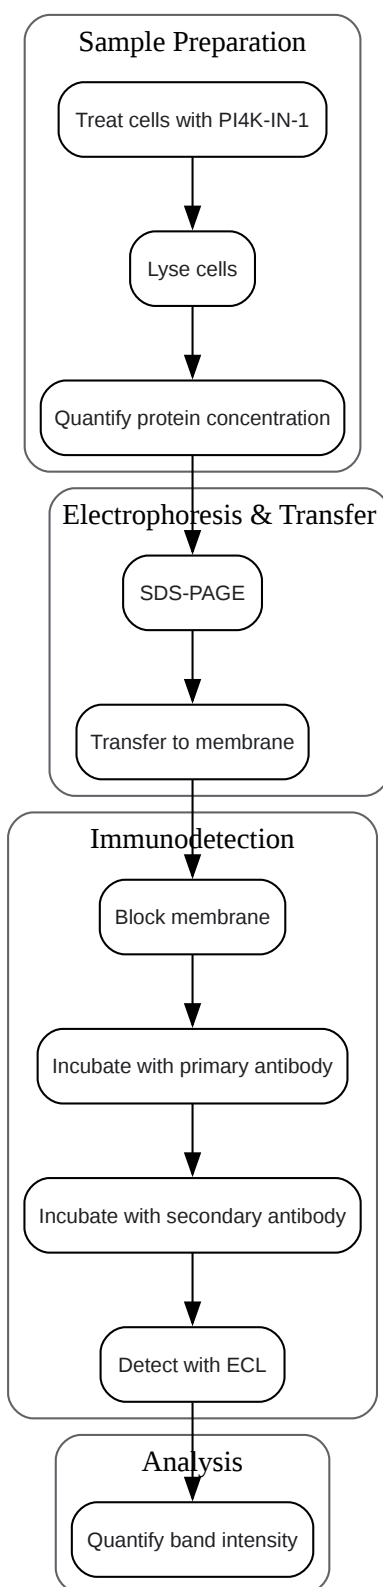 Sample Preparation
Treat cells with PI4K-IN-1
Lyse cells
Quantify protein concentration
Electrophoresis & Transfer
SDS-PAGE
Transfer to membrane
Immunodetection
Block membrane
Incubate with primary antibody
Incubate with secondary antibody
Detect with ECL
Analysis
Quantify band intensity